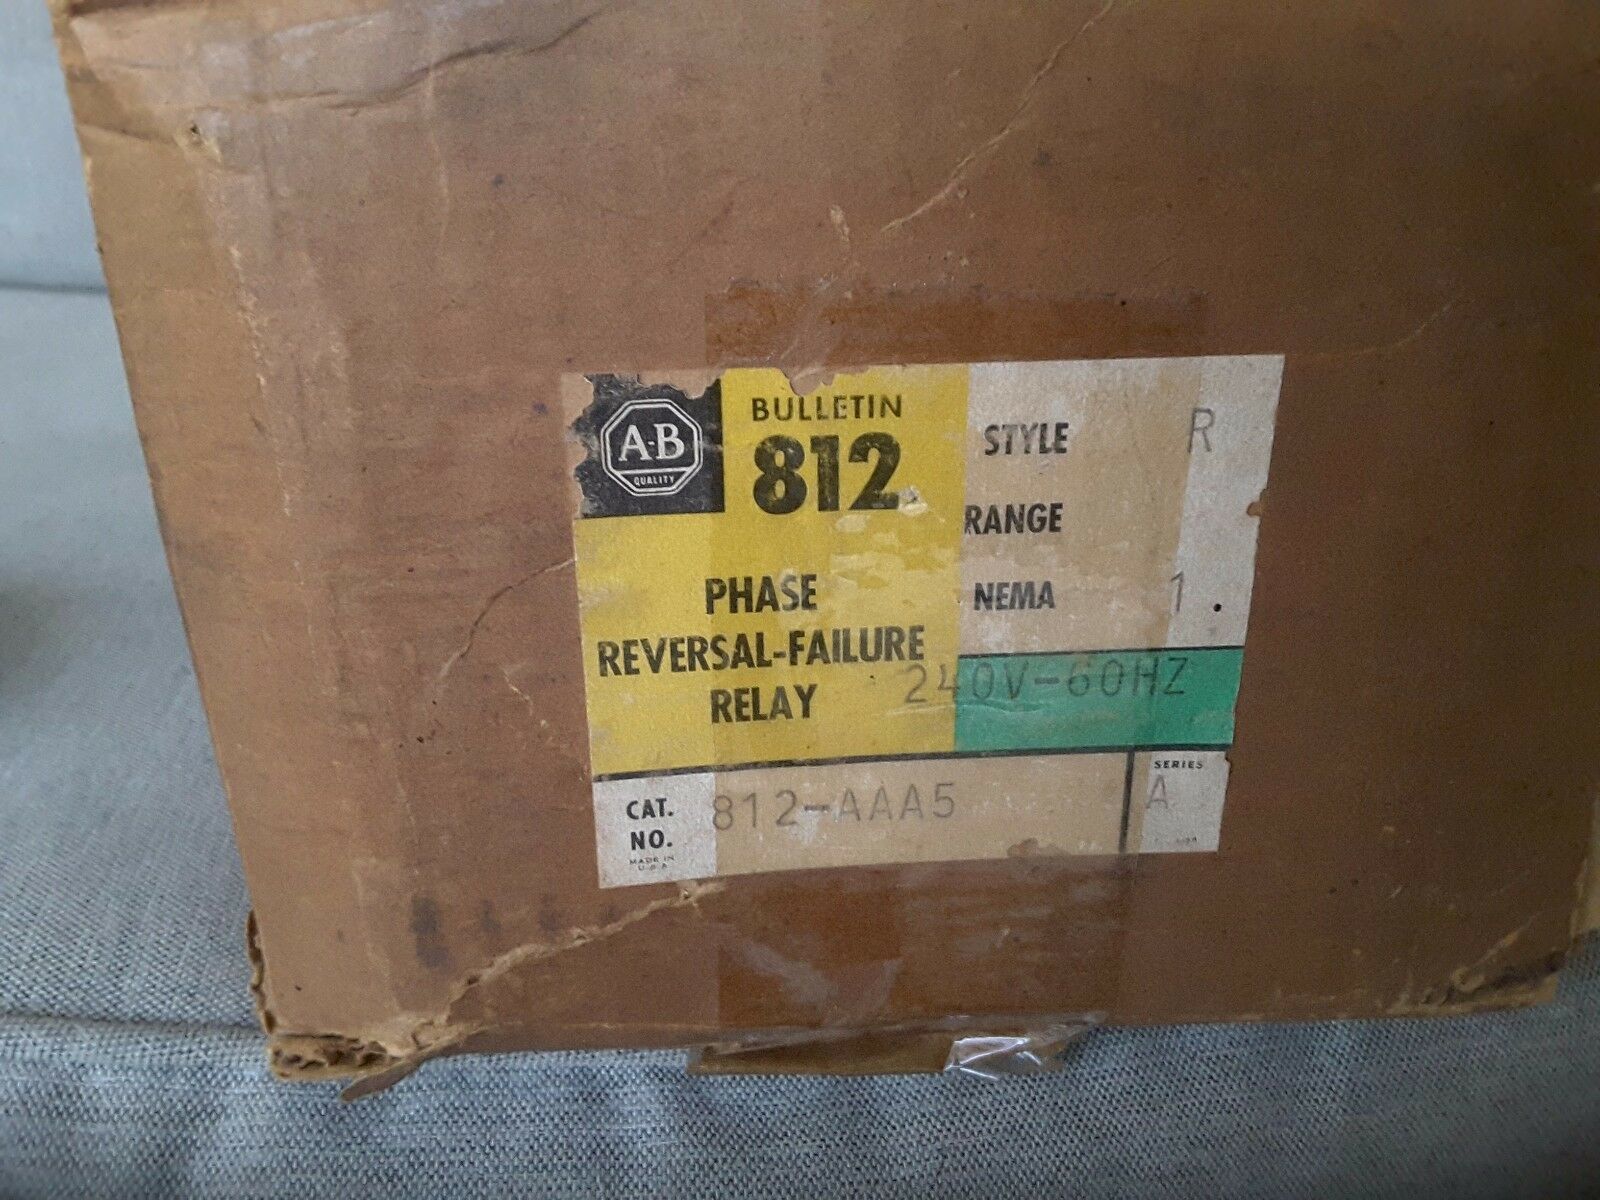 A-B
QUALITY
BULLETIN
812
PHASE
REVERSAL-FAILURE
RELAY
STYLE R
RANGE
NEMA 1.
240V-60HZ
CAT.
NO.
812-AAA5
MADE IN
U.S.A
SERIES
A